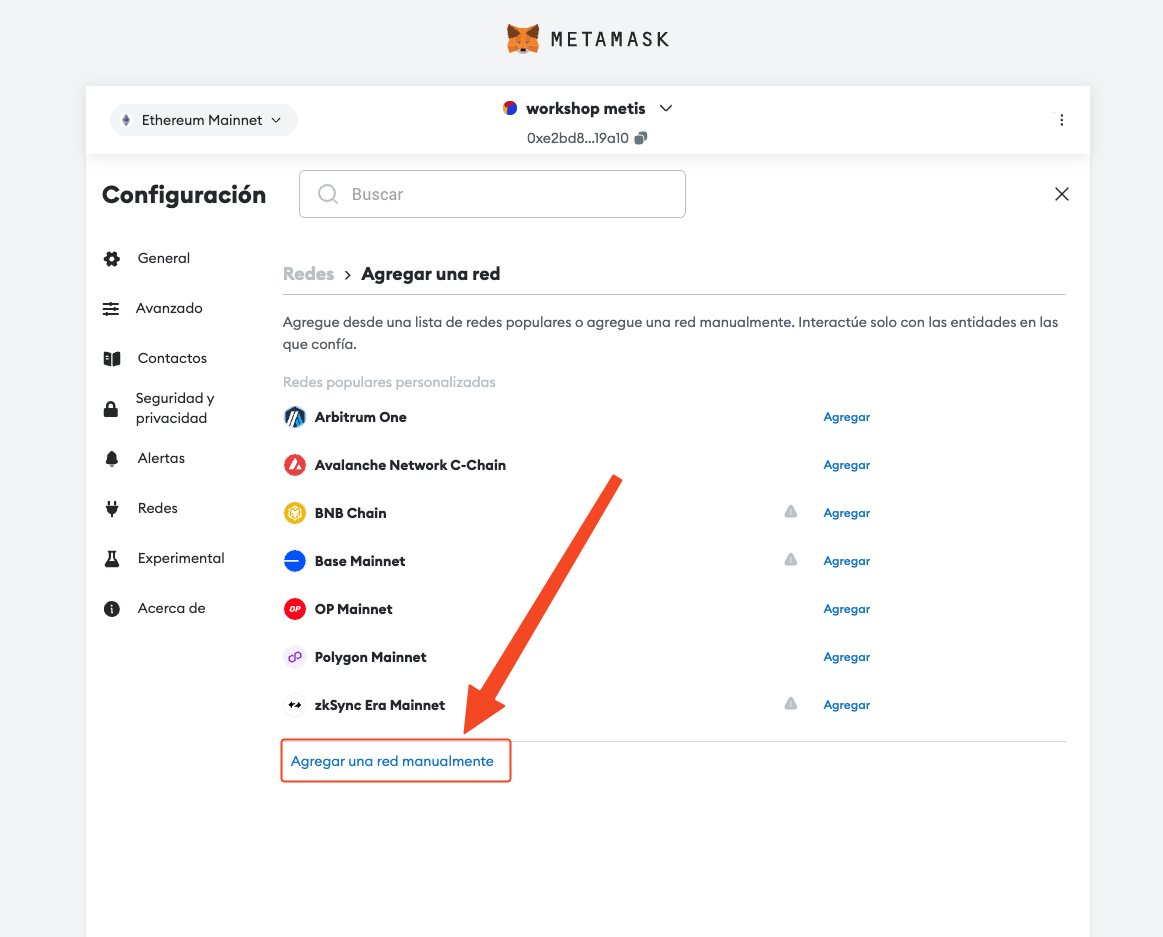 METAMASK
Ethereum Mainnet
workshop metis
0xe2bd8...19a10
Configuración
Buscar
General
Avanzado
Contactos
Seguridad y
privacidad
Alertas
Redes
Experimental
Acerca de
Redes > Agregar una red
Agregue desde una lista de redes populares o agregue una red manualmente. Interactúe solo con las entidades en las
que confía.
Redes populares personalizadas
Arbitrum One Agregar
Avalanche Network C-Chain Agregar
BNB Chain Agregar
Base Mainnet Agregar
OP OP Mainnet Agregar
Polygon Mainnet Agregar
zkSync Era Mainnet Agregar
Agregar una red manualmente